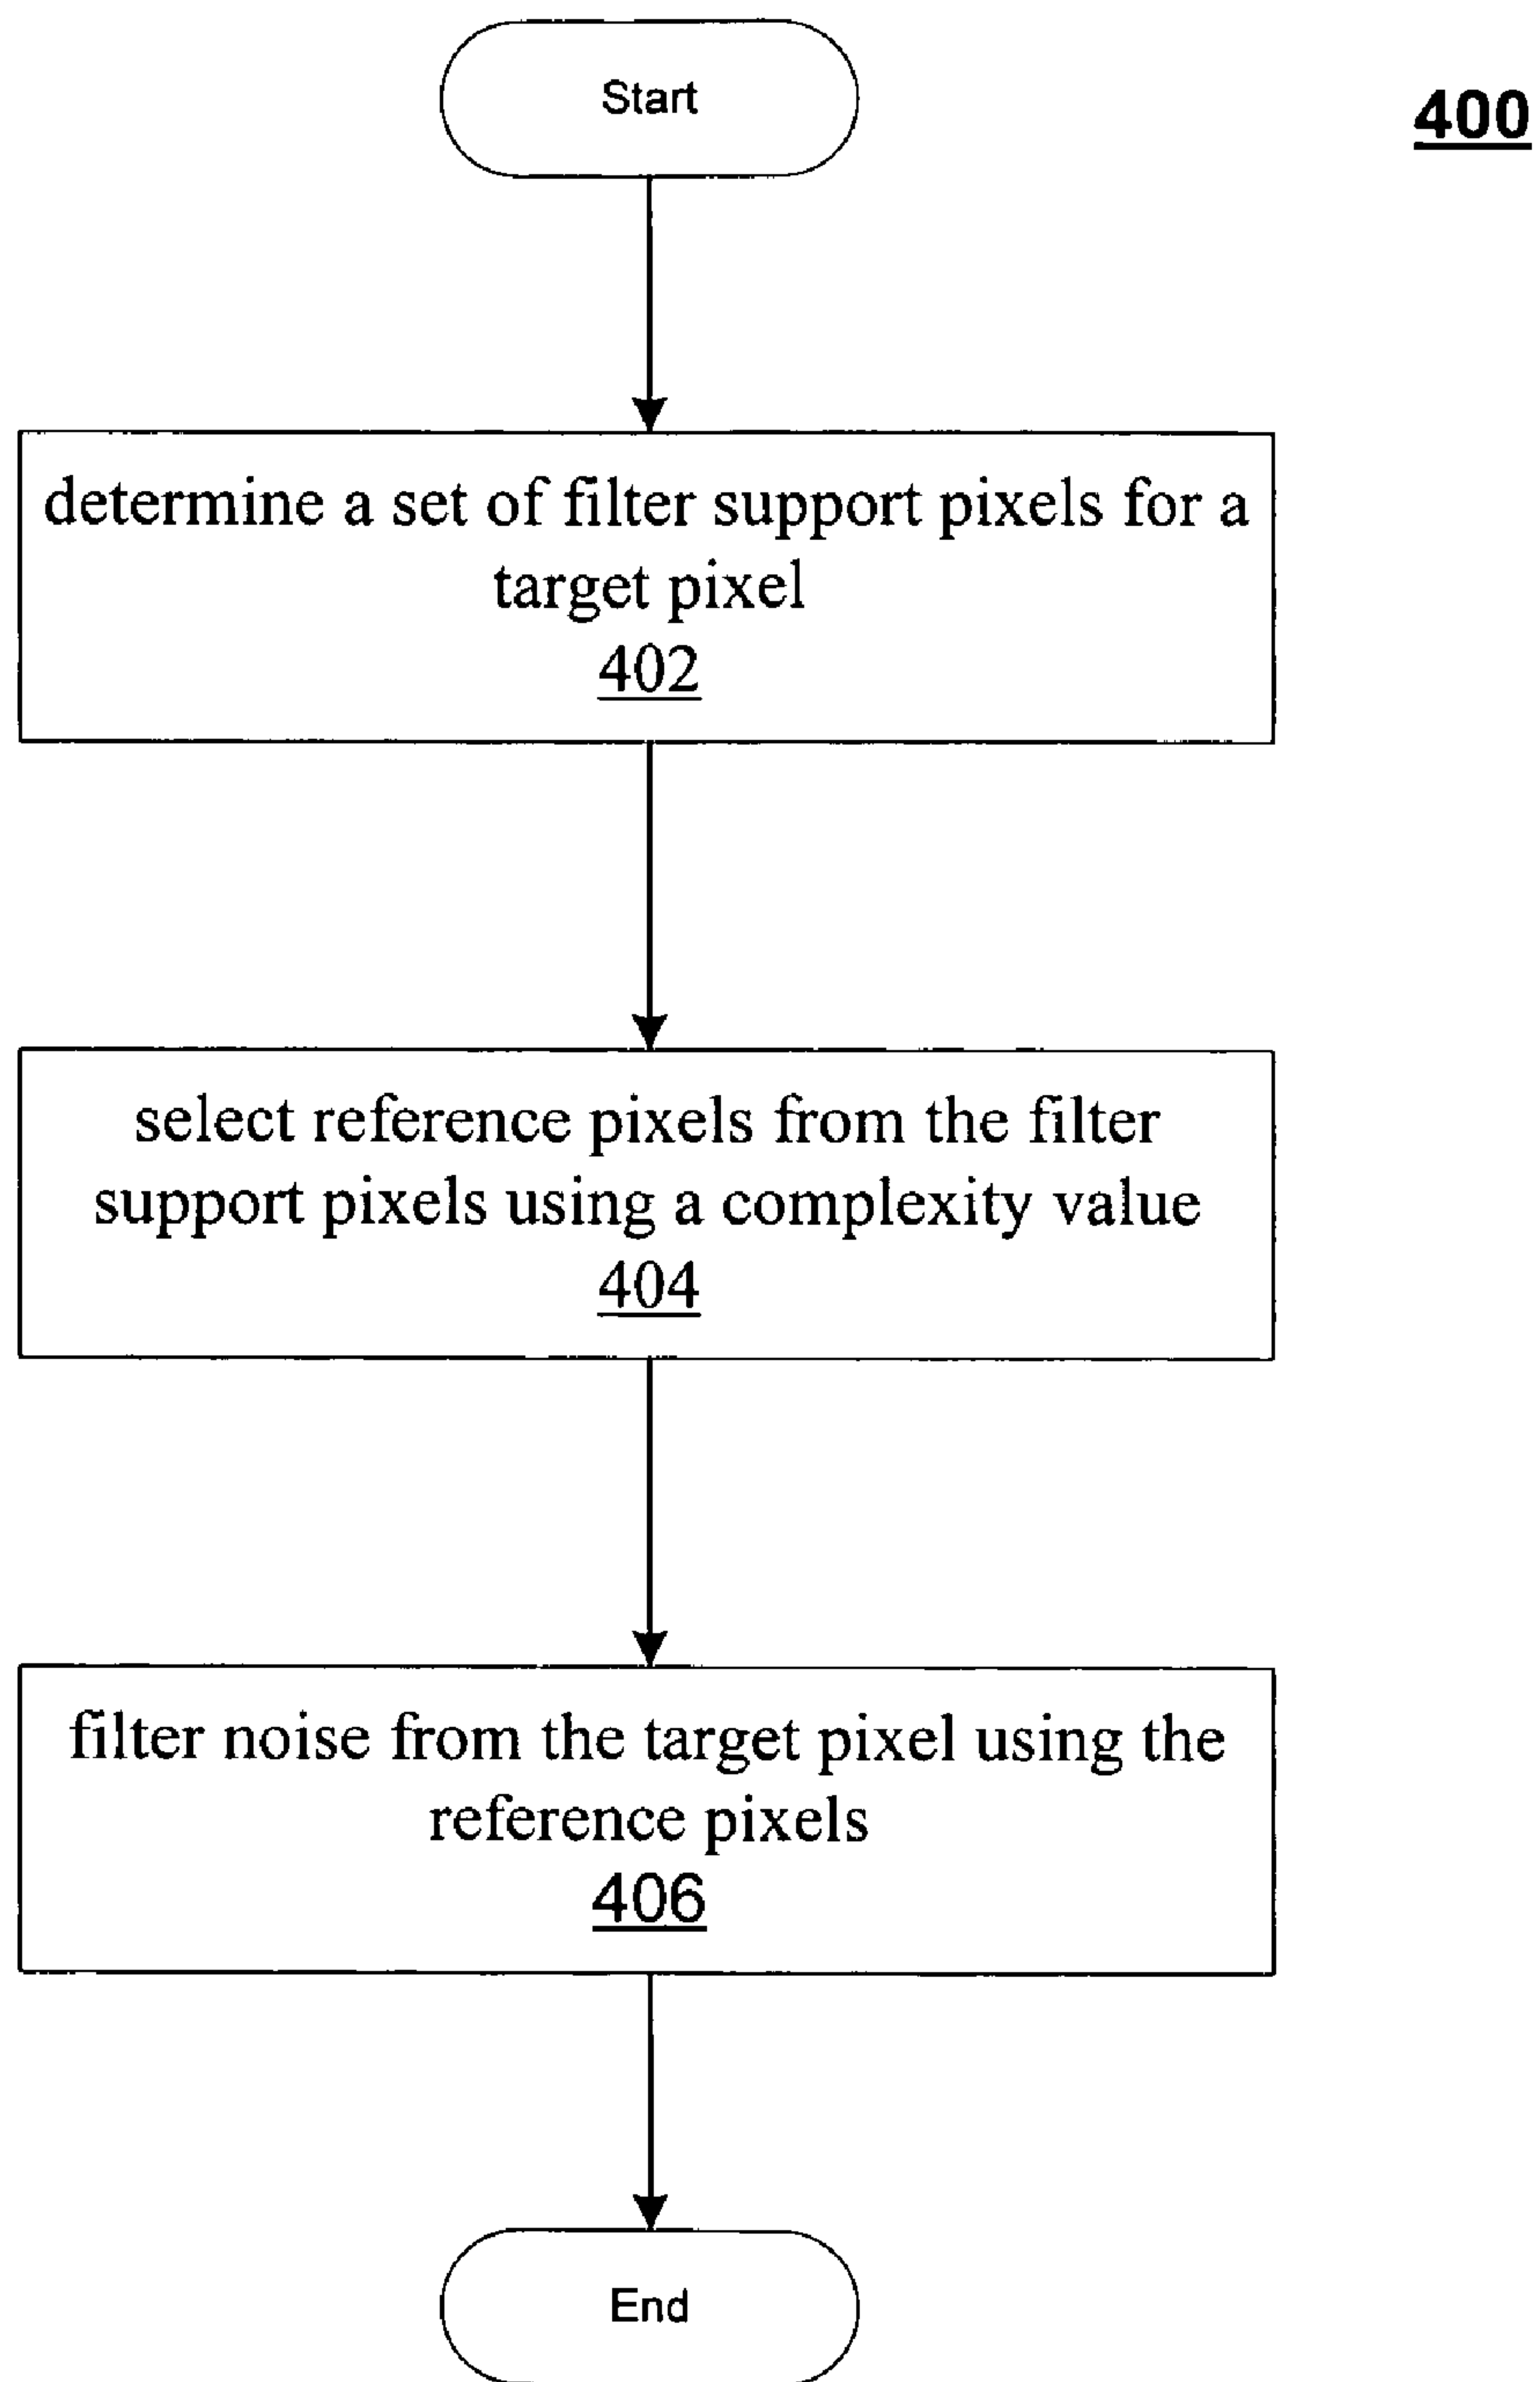 Start
400
determine a set of filter support pixels for a
target pixel
402
select reference pixels from the filter
support pixels using a complexity value
404
filter noise from the target pixel using the
reference pixels
406
End